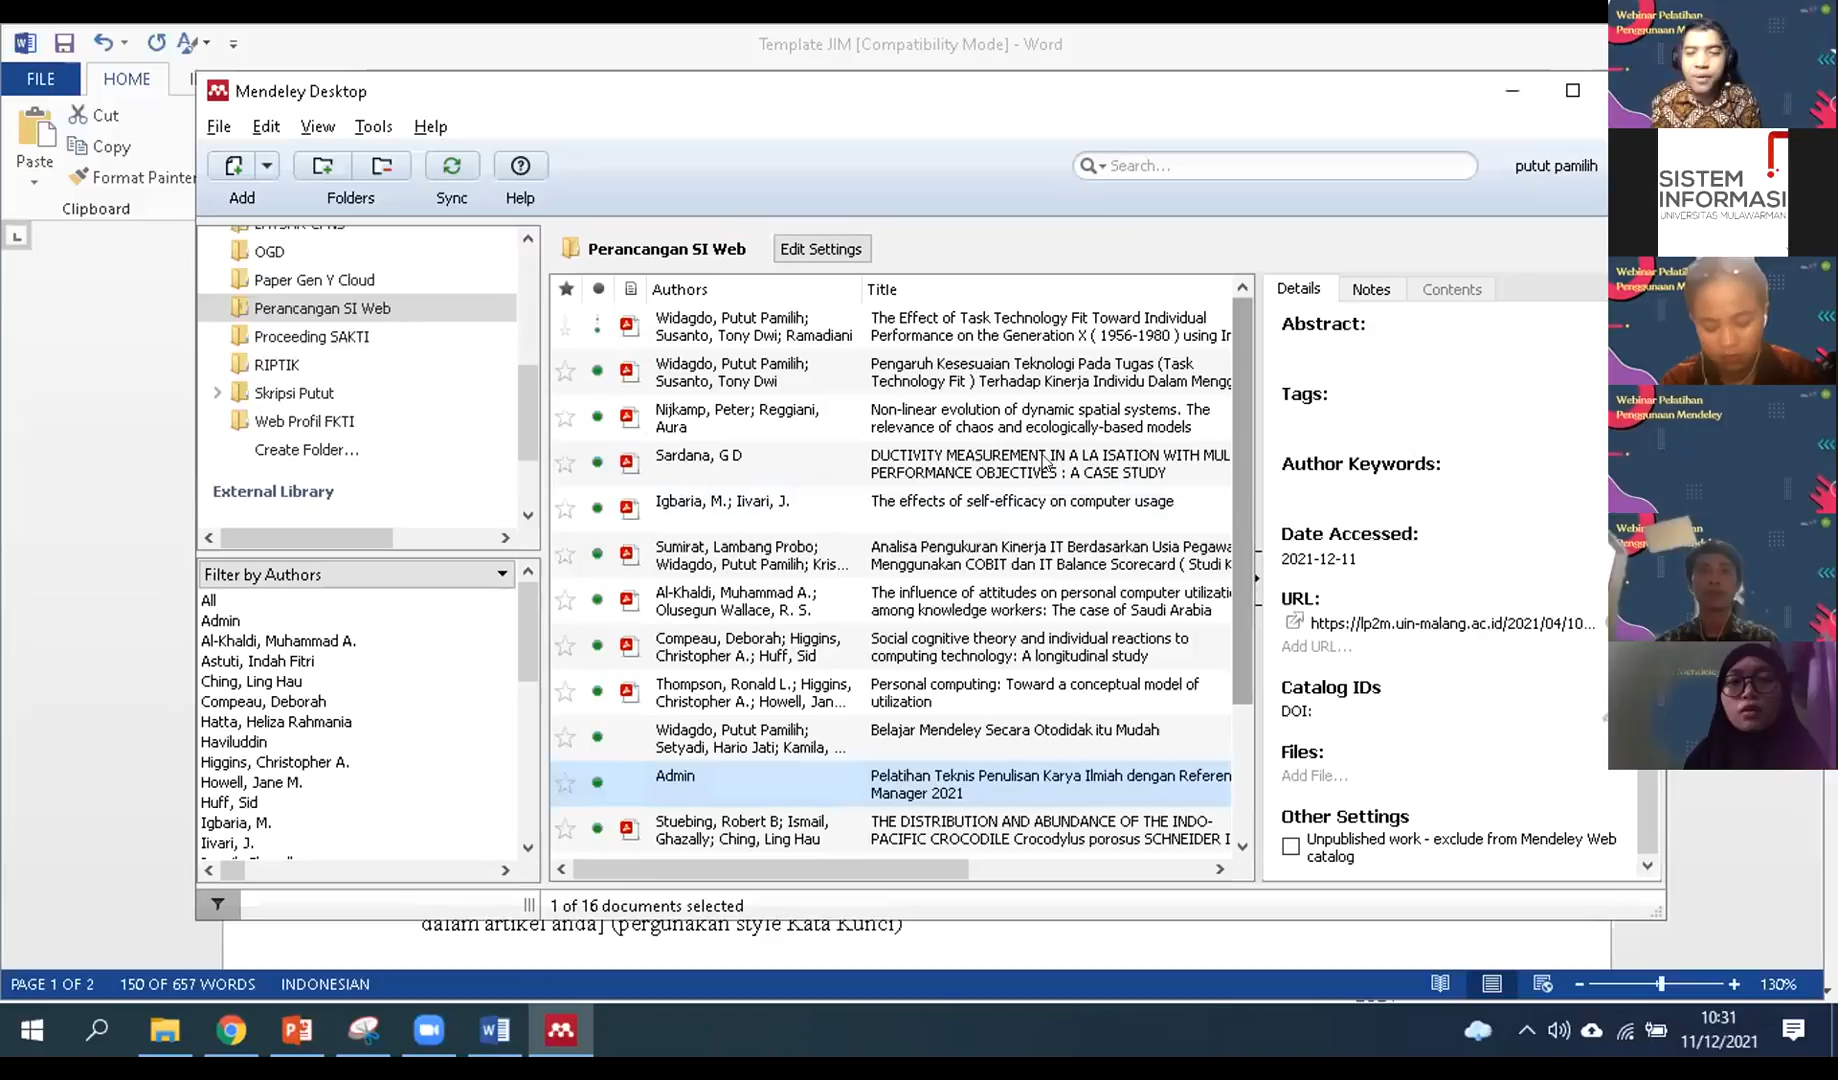 Template JIM [Compatibility Mode] - Word
FILE
HOME
Cut
Copy
Paste
Format Painter
Clipboard
Mendeley Desktop
File Edit View Tools Help
Add
Folders
Sync
Help
Search...
putut pamilih
OGD
Paper Gen Y Cloud
Perancangan SI Web
Proceeding SAKTI
RIPTIK
Skripsi Putut
Web Profil FKTI
Create Folder...
External Library
Filter by Authors
All
Admin
Al-Khaldi, Muhammad A.
Astuti, Indah Fitri
Ching, Ling Hau
Compeau, Deborah
Hatta, Heliza Rahmania
Haviluddin
Higgins, Christopher A.
Howell, Jane M.
Huff, Sid
Igbaria, M.
Iivari, J.
Perancangan SI Web
Edit Settings
Authors
Title
Widagdo, Putut Pamilih;
Susanto, Tony Dwi; Ramadiani
The Effect of Task Technology Fit Toward Individual
Performance on the Generation X ( 1956-1980 ) using
Widagdo, Putut Pamilih;
Susanto, Tony Dwi
Pengaruh Kesesuaian Teknologi Pada Tugas (Task
Technology Fit ) Terhadap Kinerja Individu Dalam
Nijkamp, Peter; Reggiani,
Aura
Non-linear evolution of dynamic spatial systems. The
relevance of chaos and ecologically-based models
Sardana, G D
DUCTIVITY MEASUREMENT IN A LA ISATION WITH MUL
PERFORMANCE OBJECTIVES : A CASE STUDY
Igbaria, M.; Iivari, J.
The effects of self-efficacy on computer usage
Sumirat, Lambang Probo;
Widagdo, Putut Pamilih; Kris...
Analisa Pengukuran Kinerja IT Berdasarkan Usia Pegawa
Menggunakan COBIT dan IT Balance Scorecard ( Studi K
Al-Khaldi, Muhammad A.;
Olusegun Wallace, R. S.
The influence of attitudes on personal computer utilizatio
among knowledge workers: The case of Saudi Arabia
Compeau, Deborah; Higgins,
Christopher A.; Huff, Sid
Social cognitive theory and individual reactions to
computing technology: A longitudinal study
Thompson, Ronald L.; Higgins,
Christopher A.; Howell, Jan...
Personal computing: Toward a conceptual model of
utilization
Widagdo, Putut Pamilih;
Setyadi, Hario Jati; Kamila, ...
Belajar Mendeley Secara Otodidak itu Mudah
Admin
Pelatihan Teknis Penulisan Karya Ilmiah dengan Referen
Manager 2021
Stuebing, Robert B; Ismail,
Ghazally; Ching, Ling Hau
THE DISTRIBUTION AND ABUNDANCE OF THE INDO-
PACIFIC CROCODILE Crocodylus porosus SCHNEIDER I
1 of 16 documents selected
Details
Notes
Contents
Abstract:
Tags:
Author Keywords:
Date Accessed:
2021-12-11
URL:
https://lp2m.uin-malang.ac.id/2021/04/10...
Add URL...
Catalog IDs
DOI:
Files:
Add File...
Other Settings
Unpublished work - exclude from Mendeley Web
catalog
Webinar Pelatihan
SISTEM
INFORMASI
UNIVERSITAS MULAWARMAN
Webinar Pelatihan
Penggunaan Mendeley
dalam artikel anda] (pergunakan style Kata Kunci)
PAGE 1 OF 2
150 OF 657 WORDS
INDONESIAN
130%
10:31
11/12/2021